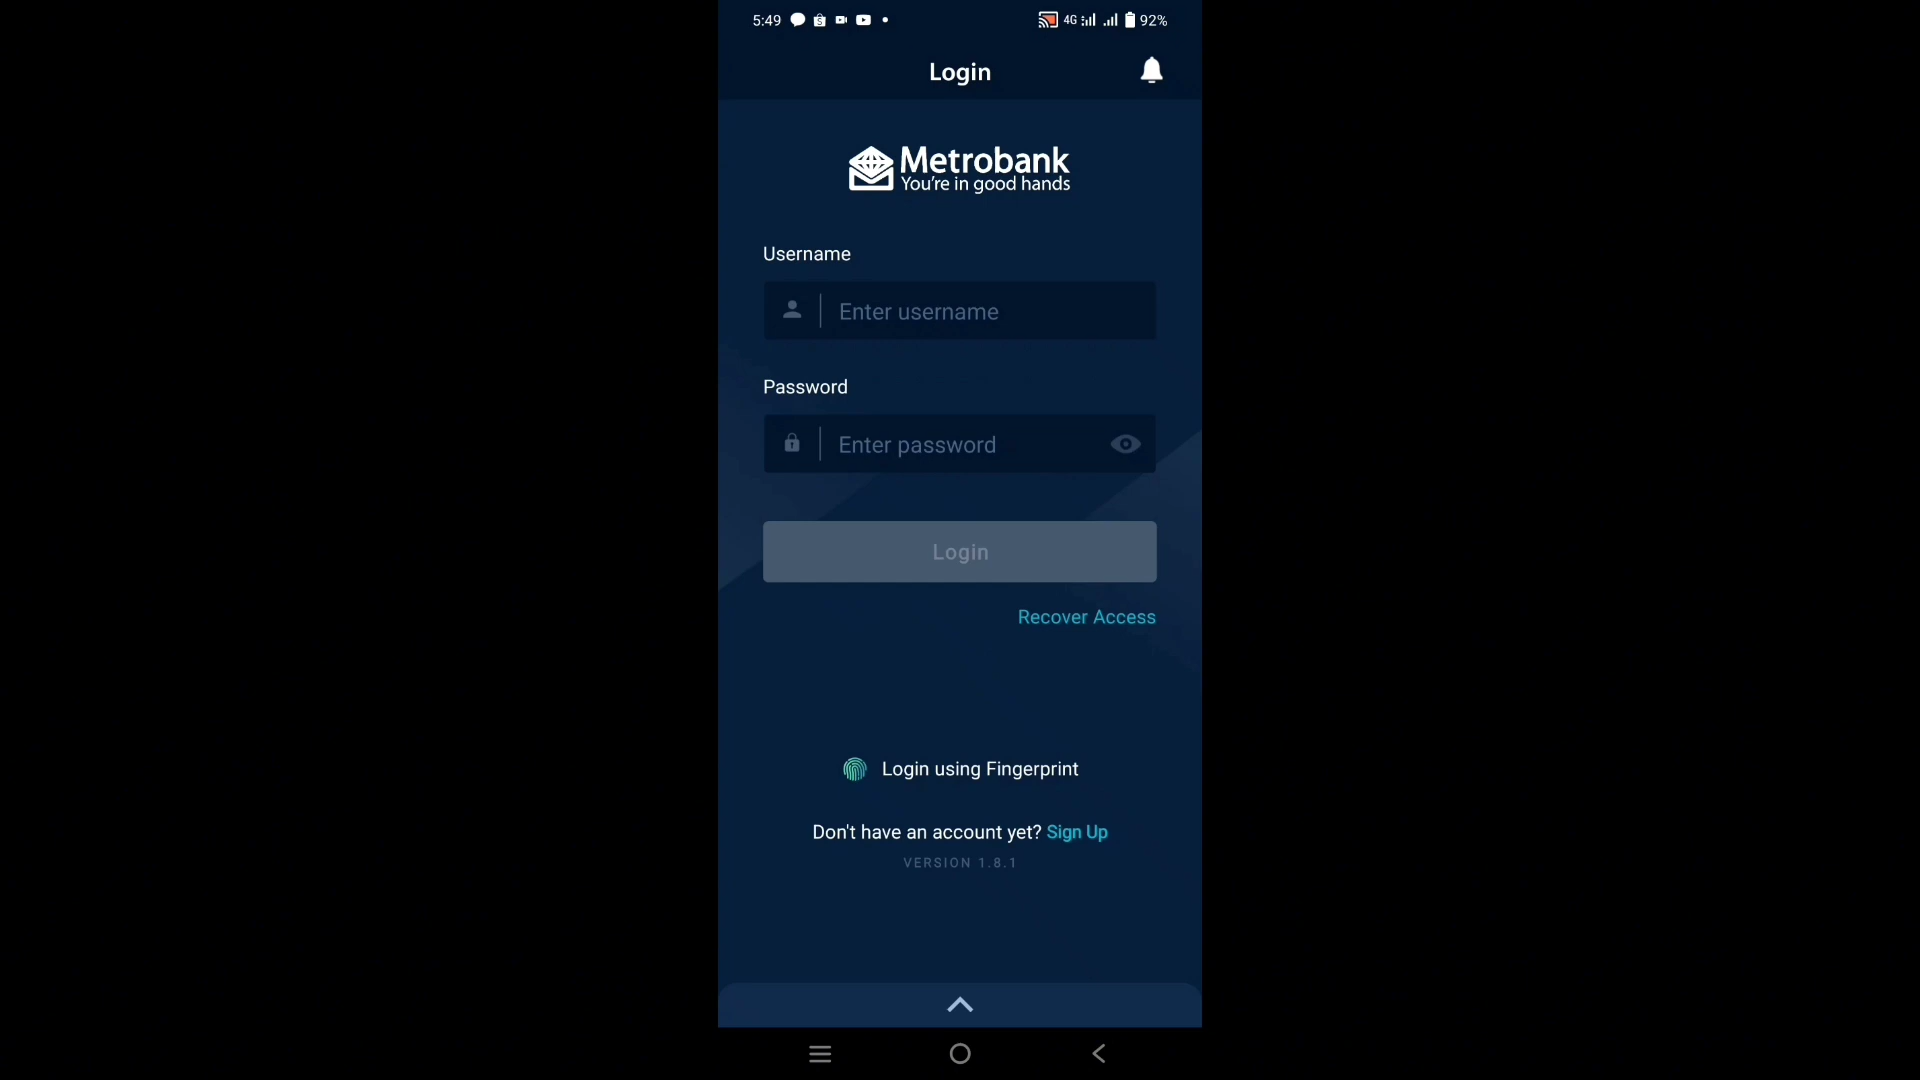 5:49 4G 92%
Login
Metrobank
You're in good hands
Username
Enter username
Password
Enter password
Login
Recover Access
Login using Fingerprint
Don't have an account yet? Sign Up
VERSION 1.8.1